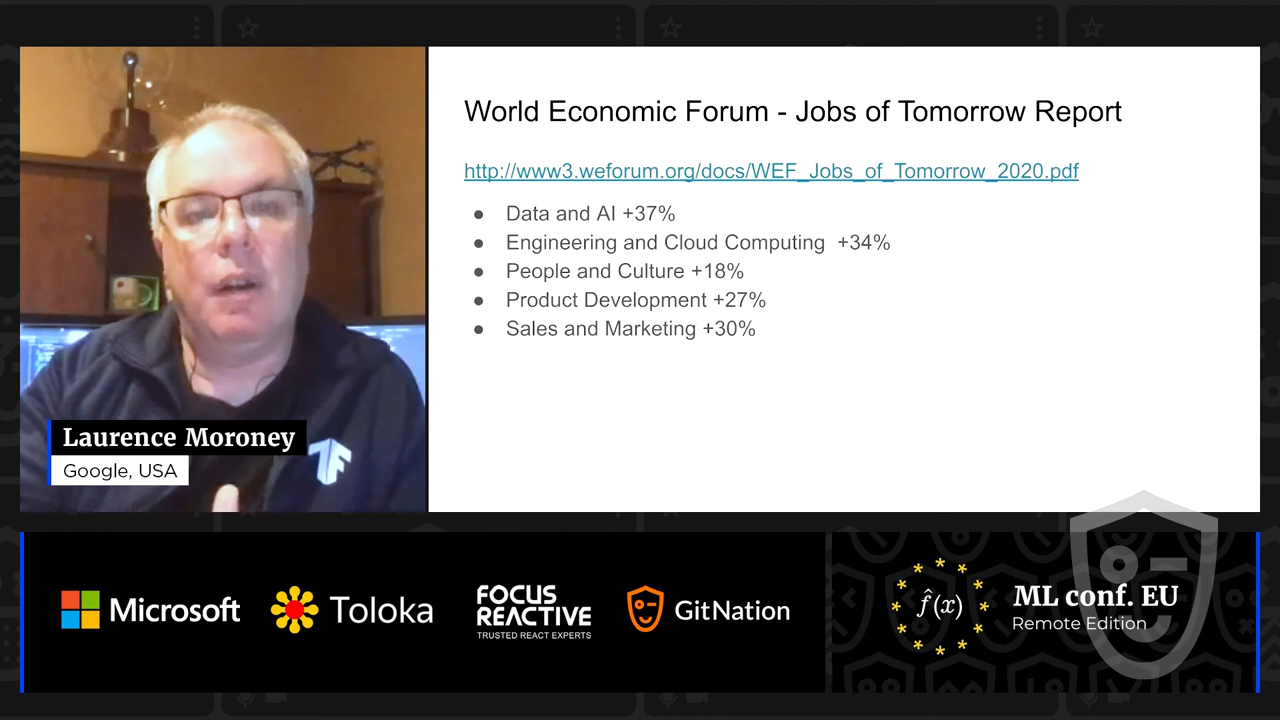 World Economic Forum - Jobs of Tomorrow Report
http://www3.weforum.org/docs/WEF_Jobs_of_Tomorrow_2020.pdf
● Data and AI +37%
● Engineering and Cloud Computing +34%
● People and Culture +18%
● Product Development +27%
● Sales and Marketing +30%
Laurence Moroney
Google, USA
Microsoft
Toloka
FOCUS
REACTIVE
TRUSTED REACT EXPERTS
GitNation
f̂(x)
ML conf. EU
Remote Edition